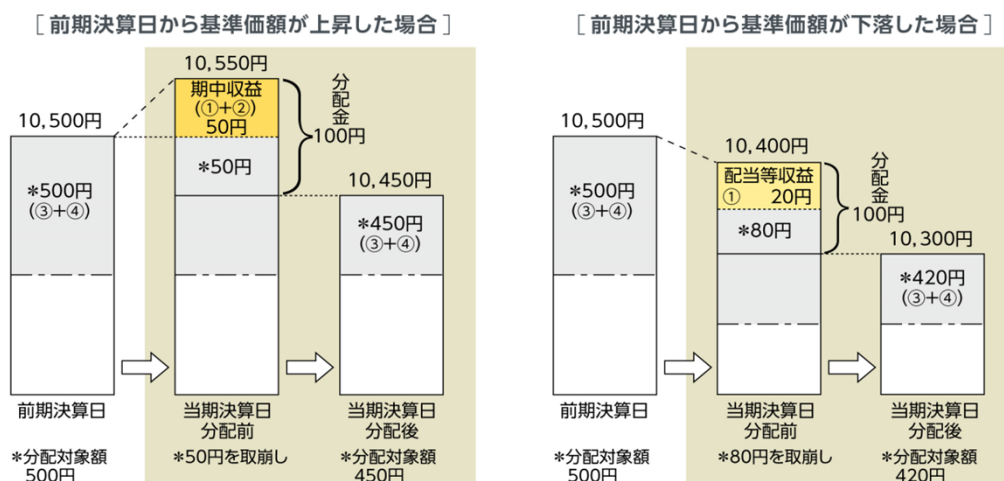 [前期決算日から基準価額が上昇した場合]
10,550円
期中収益
(①+②)
50円
分配金
100円
10,500円
*500円
(③+④)
*50円
10,450円
*450円
(③+④)
前期決算日
当期決算日
分配前
当期決算日
分配後
*分配対象額
500円
*50円を取崩し
*分配対象額
450円
[前期決算日から基準価額が下落した場合]
10,500円
*500円
(③+④)
10,400円
配当等収益
① 20円
*80円
分配金
100円
10,300円
*420円
(③+④)
前期決算日
当期決算日
分配前
当期決算日
分配後
*分配対象額
500円
*80円を取崩し
*分配対象額
420円